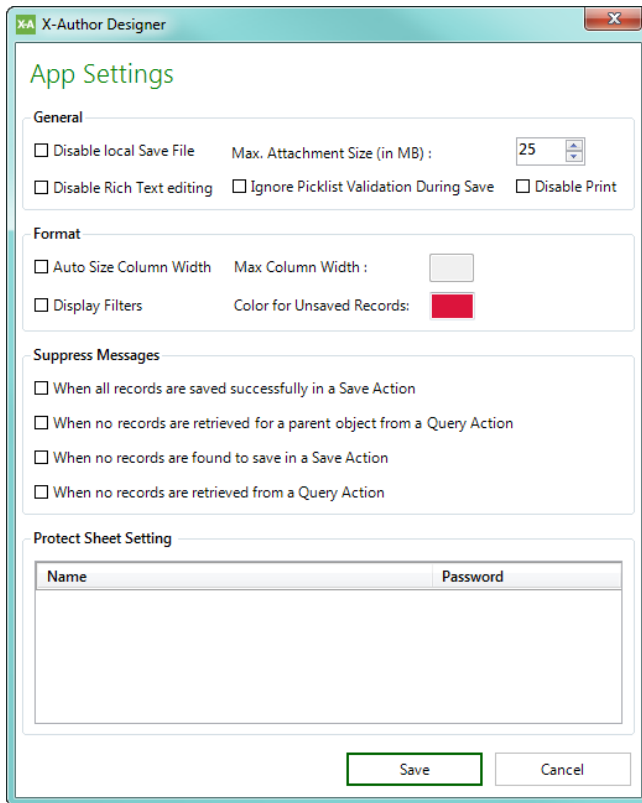 X-A X-Author Designer
App Settings
General
Disable local Save File Max. Attachment Size (in MB) : 25
Disable Rich Text editing Ignore Picklist Validation During Save Disable Print
Format
Auto Size Column Width Max Column Width :
Display Filters Color for Unsaved Records:
Suppress Messages
When all records are saved successfully in a Save Action
When no records are retrieved for a parent object from a Query Action
When no records are found to save in a Save Action
When no records are retrieved from a Query Action
Protect Sheet Setting
Name Password
Save Cancel